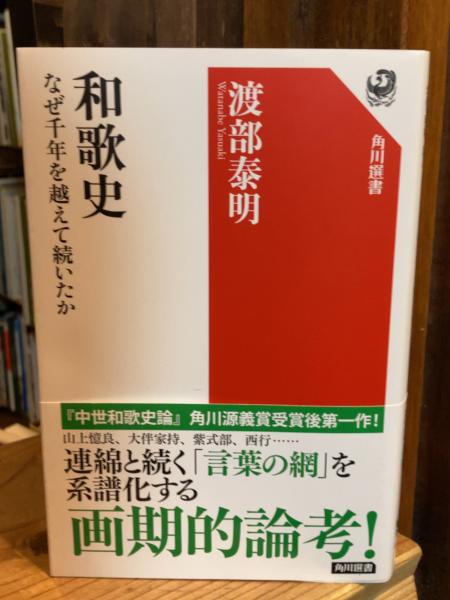 角川選書
渡部泰明
Watanabe Yasuaki
和歌史
なぜ千年を越えて続いたか
『中世和歌史論』角川源義賞受賞後第一作！
山上憶良、大伴家持、紫式部、西行……
連綿と続く「言葉の網」を
系譜化する
画期的論考！
角川選書